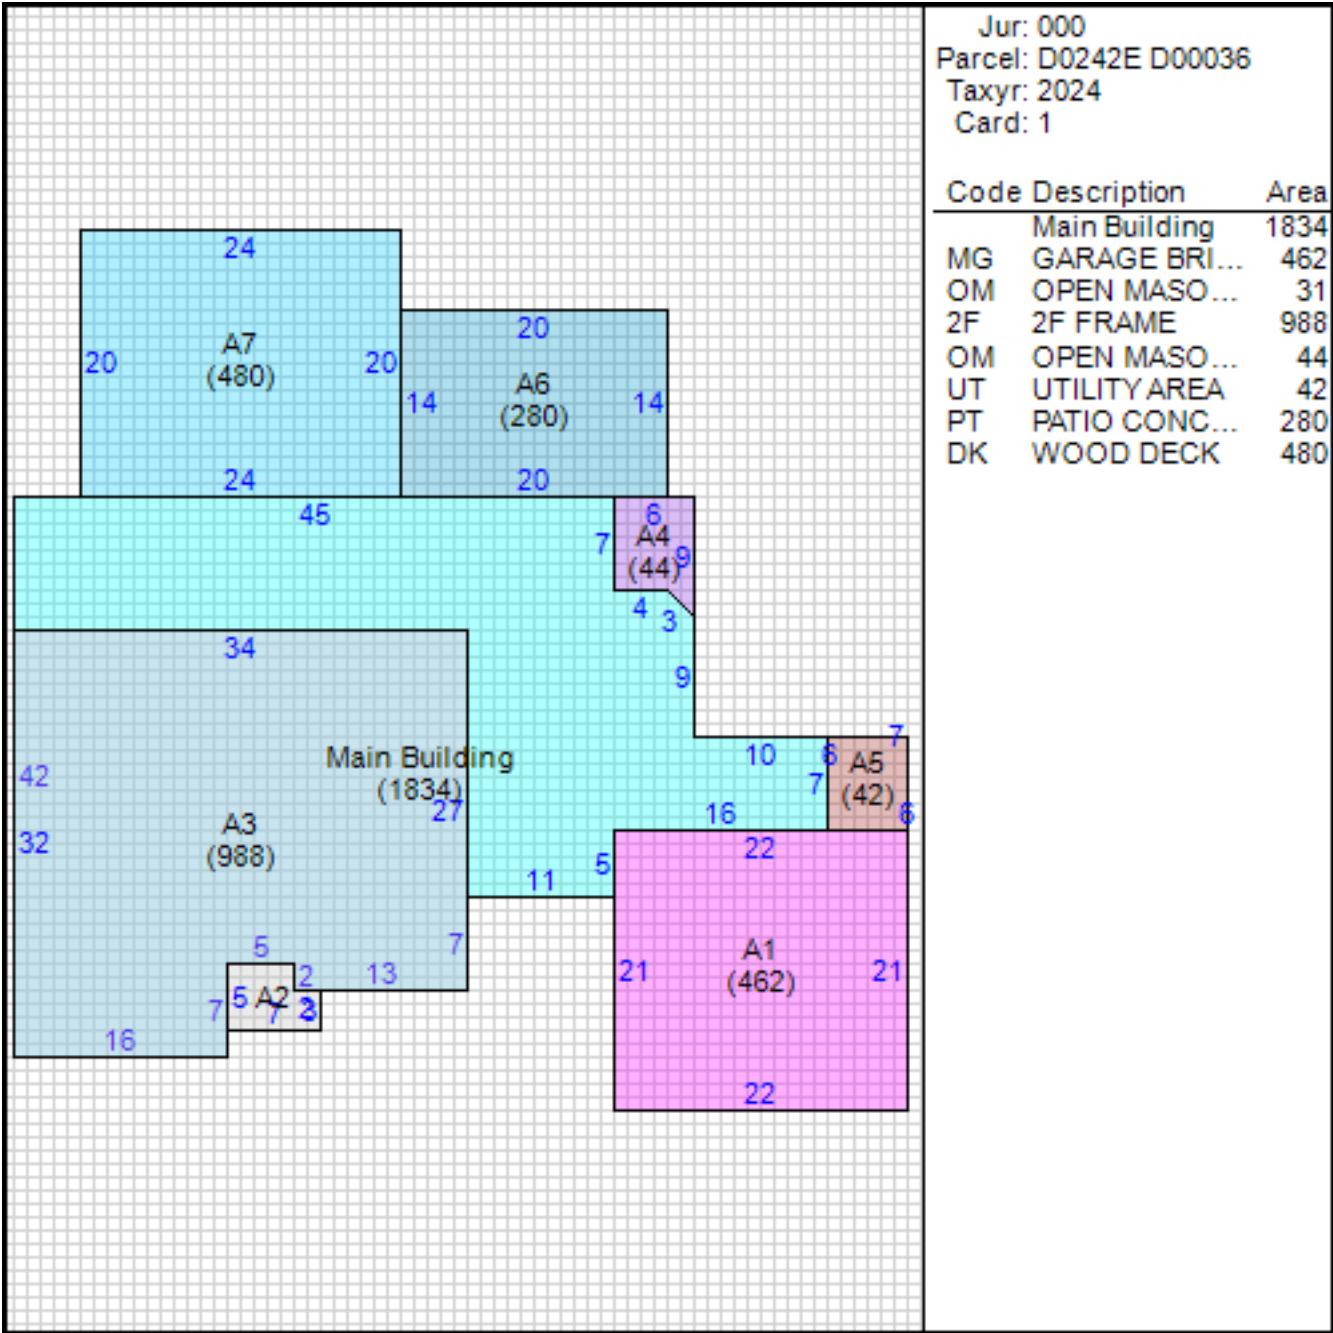 Jur: 000
Parcel: D0242E D00036
Taxyr: 2024
Card: 1
Code Description Area
Main Building 1834
MG GARAGE BRI... 462
OM OPEN MASO... 31
2F 2F FRAME 988
OM OPEN MASO... 44
UT UTILITY AREA 42
PT PATIO CONC... 280
DK WOOD DECK 480
24
20 A7 20
(480)
24
20
14 A6 14
(280)
20
45
6
7 A4 9
(44)
4 3
9
34
Main Building
(1834)
42
27
32
A3
(988)
10 6 7
7 A5
(42)
16 6
22
5
11
A1
(462)
21 21
22
5
7
2 13
5 A2
7 7 3
16